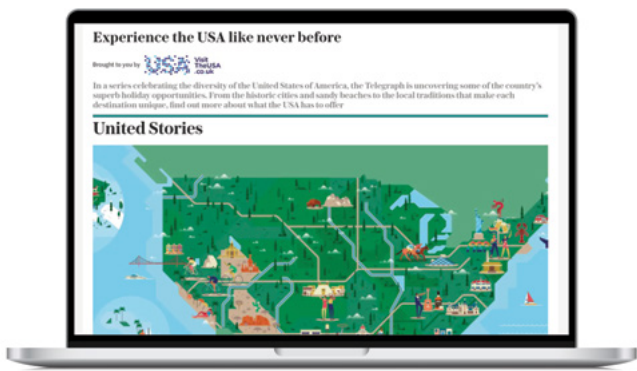 Experience the USA like never before
Brought to you by USA Visit
TheUSA
.co.uk
In a series celebrating the diversity of the United States of America, the Telegraph is uncovering some of the country's
superb holiday opportunities. From the historic cities and sandy beaches to the local traditions that make each
destination unique, find out more about what the USA has to offer
United Stories